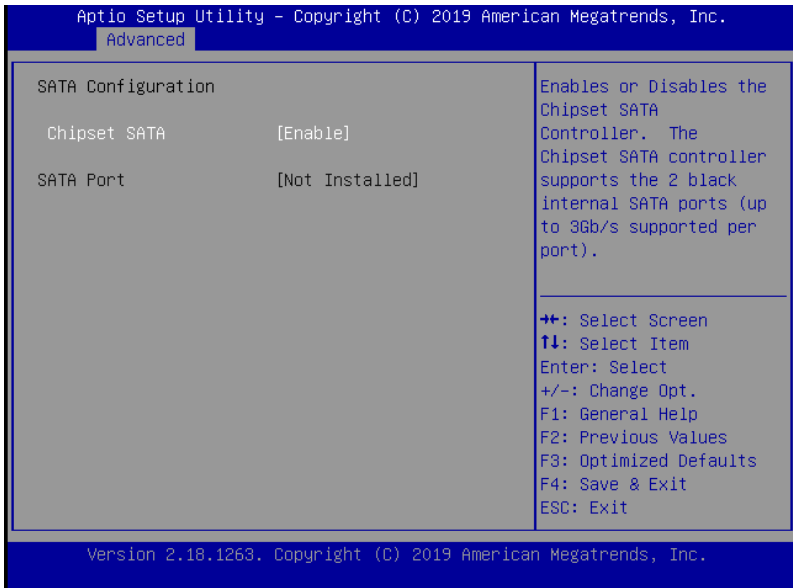 Aptio Setup Utility – Copyright (C) 2019 American Megatrends, Inc.
Advanced
SATA Configuration
Chipset SATA [Enable]
SATA Port [Not Installed]
Enables or Disables the
Chipset SATA
Controller. The
Chipset SATA controller
supports the 2 black
internal SATA ports (up
to 3Gb/s supported per
port).
→←: Select Screen
↑↓: Select Item
Enter: Select
+/-: Change Opt.
F1: General Help
F2: Previous Values
F3: Optimized Defaults
F4: Save & Exit
ESC: Exit
Version 2.18.1263. Copyright (C) 2019 American Megatrends, Inc.